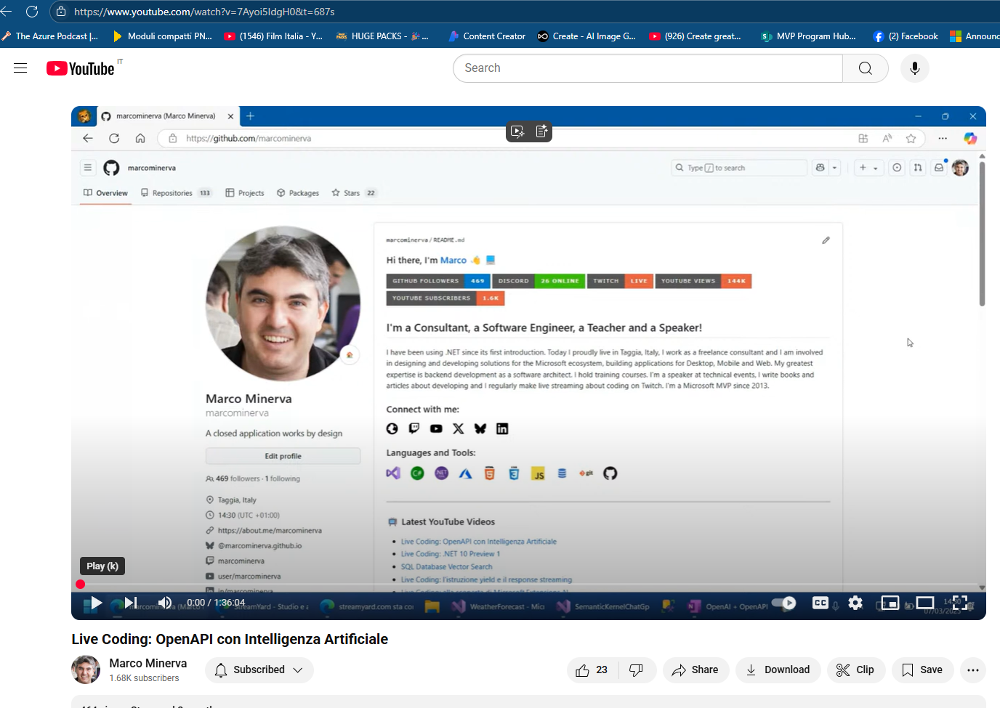 https://www.youtube.com/watch?v=7Ayoi5IdgH0&t=687s
The Azure Podcast |...
Moduli compatti PN...
(1546) Film Italia - Y...
HUGE PACKS - 🎉 ...
Content Creator
Create - AI Image G...
(926) Create great...
MVP Program Hub...
(2) Facebook
Announc
YouTube IT
Search
marcominerva (Marco Minerva)
https://github.com/marcominerva
marcominerva
Type / to search
Overview
Repositories 133
Projects
Packages
Stars 22
marcominerva / README.md
Hi there, I'm Marco 👋 💻
GITHUB FOLLOWERS 469
DISCORD 26 ONLINE
TWITCH LIVE
YOUTUBE VIEWS 144K
YOUTUBE SUBSCRIBERS 1.6K
I'm a Consultant, a Software Engineer, a Teacher and a Speaker!
I have been using .NET since its first introduction. Today I proudly live in Taggia, Italy, I work as a freelance consultant and I am involved
in designing and developing solutions for the Microsoft ecosystem, building applications for Desktop, Mobile and Web. My greatest
expertise is backend development as a software architect. I hold training courses. I'm a speaker at technical events, I write books and
articles about developing and I regularly make live streaming about coding on Twitch. I'm a Microsoft MVP since 2013.
Connect with me:
Languages and Tools:
C#
NET
JS
git
Latest YouTube Videos
Live Coding: OpenAPI con Intelligenza Artificiale
Live Coding: .NET 10 Preview 1
SQL Database Vector Search
Live Coding: l'istruzione yield e il response streaming
Marco Minerva
marcominerva
A closed application works by design
Edit profile
469 followers · 1 following
Taggia, Italy
14:30 (UTC +01:00)
https://about.me/marcominerva
@marcominerva.github.io
marcominerva
user/marcominerva
in/marcominerva
Play (k)
0:00 / 1:36:04
marcominerva (Marco
StreamYard - Studio e a
streamyard.com sta co
WeatherForecast - Mic
SemanticKernelChatGp
OpenAI + OpenAPI
CC
14:30
07/03/2025
Live Coding: OpenAPI con Intelligenza Artificiale
Marco Minerva
1.68K subscribers
Subscribed
23
Share
Download
Clip
Save